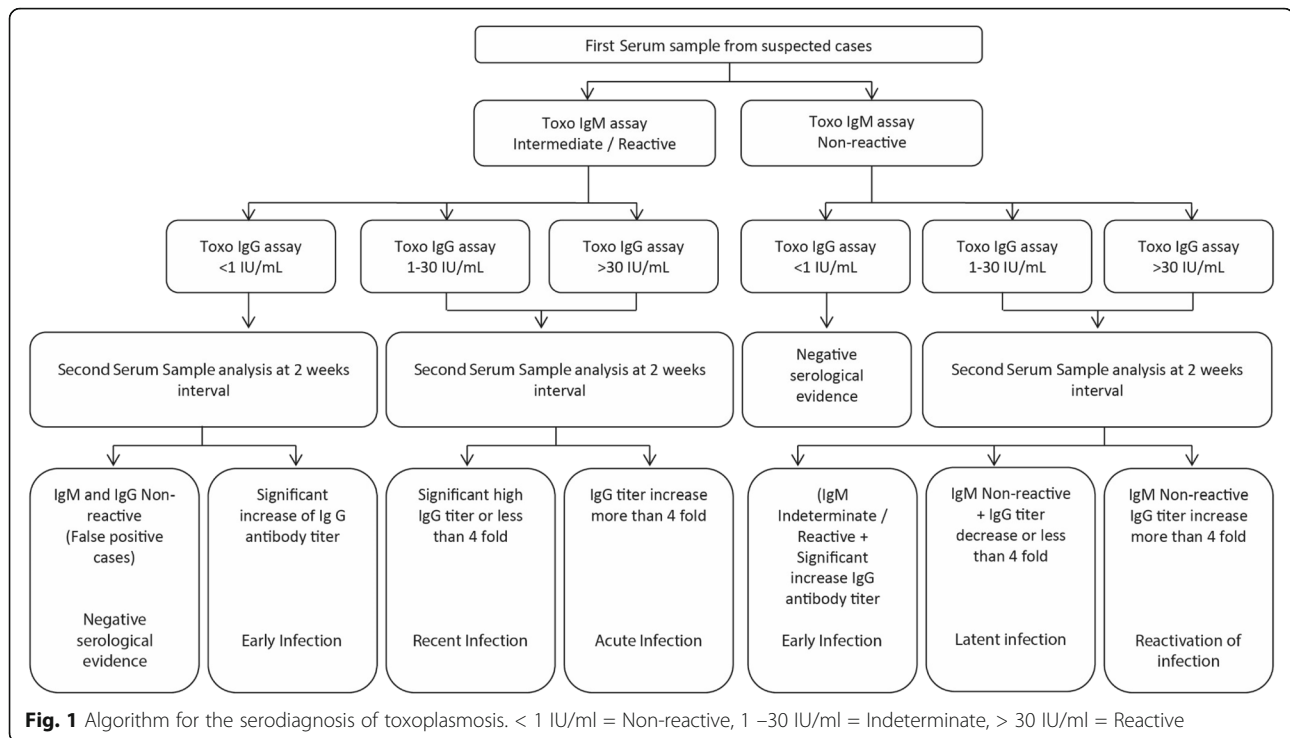 First Serum sample from suspected cases
Toxo IgM assay
Intermediate / Reactive
Toxo IgM assay
Non-reactive
Toxo IgG assay
<1 IU/mL
Toxo IgG assay
1-30 IU/mL
Toxo IgG assay
>30 IU/mL
Toxo IgG assay
<1 IU/mL
Toxo IgG assay
1-30 IU/mL
Toxo IgG assay
>30 IU/mL
Second Serum Sample analysis at 2 weeks
interval
Second Serum Sample analysis at 2 weeks
interval
Negative
serological
evidence
Second Serum Sample analysis at 2 weeks
interval
IgM and IgG Non-
reactive
(False positive
cases)
Negative
serological
evidence
Significant
increase of Ig G
antibody titer
Early Infection
Significant high
IgG titer or less
than 4 fold
Recent Infection
IgG titer increase
more than 4 fold
Acute Infection
(IgM
Indeterminate /
Reactive +
Significant
increase IgG
antibody titer
Early Infection
IgM Non-reactive
+ IgG titer
decrease or less
than 4 fold
Latent infection
IgM Non-reactive
IgG titer increase
more than 4 fold
Reactivation of
infection
Fig. 1 Algorithm for the serodiagnosis of toxoplasmosis. < 1 IU/ml = Non-reactive, 1 –30 IU/ml = Indeterminate, > 30 IU/ml = Reactive